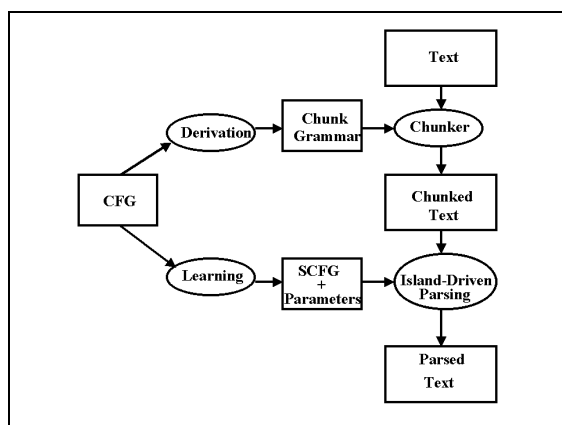 Text
Derivation
Chunk
Grammar
Chunker
CFG
Chunked
Text
Learning
SCFG
+
Parameters
Island-Driven
Parsing
Parsed
Text